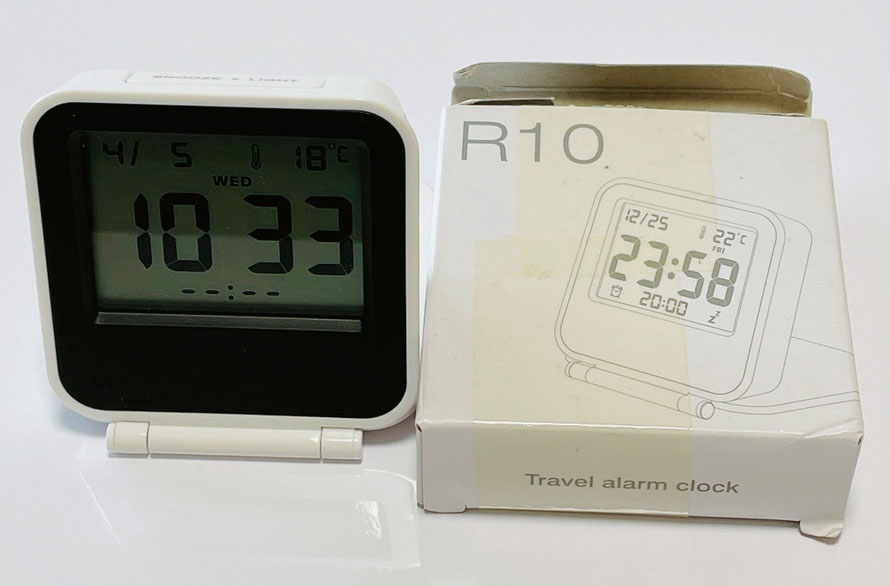 SNOOZE • LIGHT
4/ 5 18°C
WED
10 33
--:--
R10
12/25 22°C
FRI
23:58
20:00 zz
Travel alarm clock